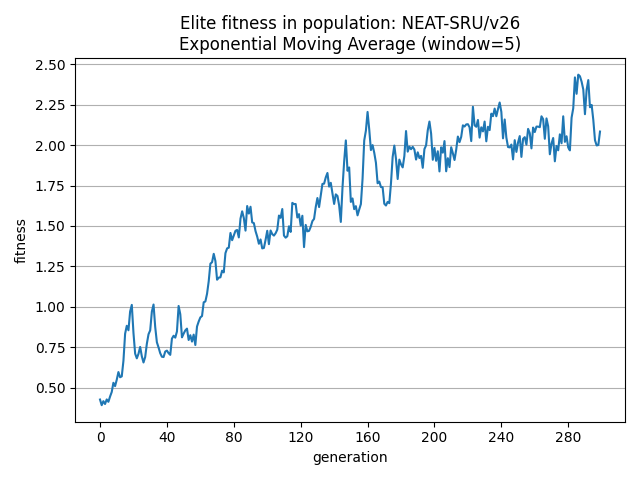 Elite fitness in population: NEAT-SRU/v26
Exponential Moving Average (window=5)
2.50
2.25
2.00
1.75
1.50
1.25
1.00
0.75
0.50
fitness
0 40 80 120 160 200 240 280
generation